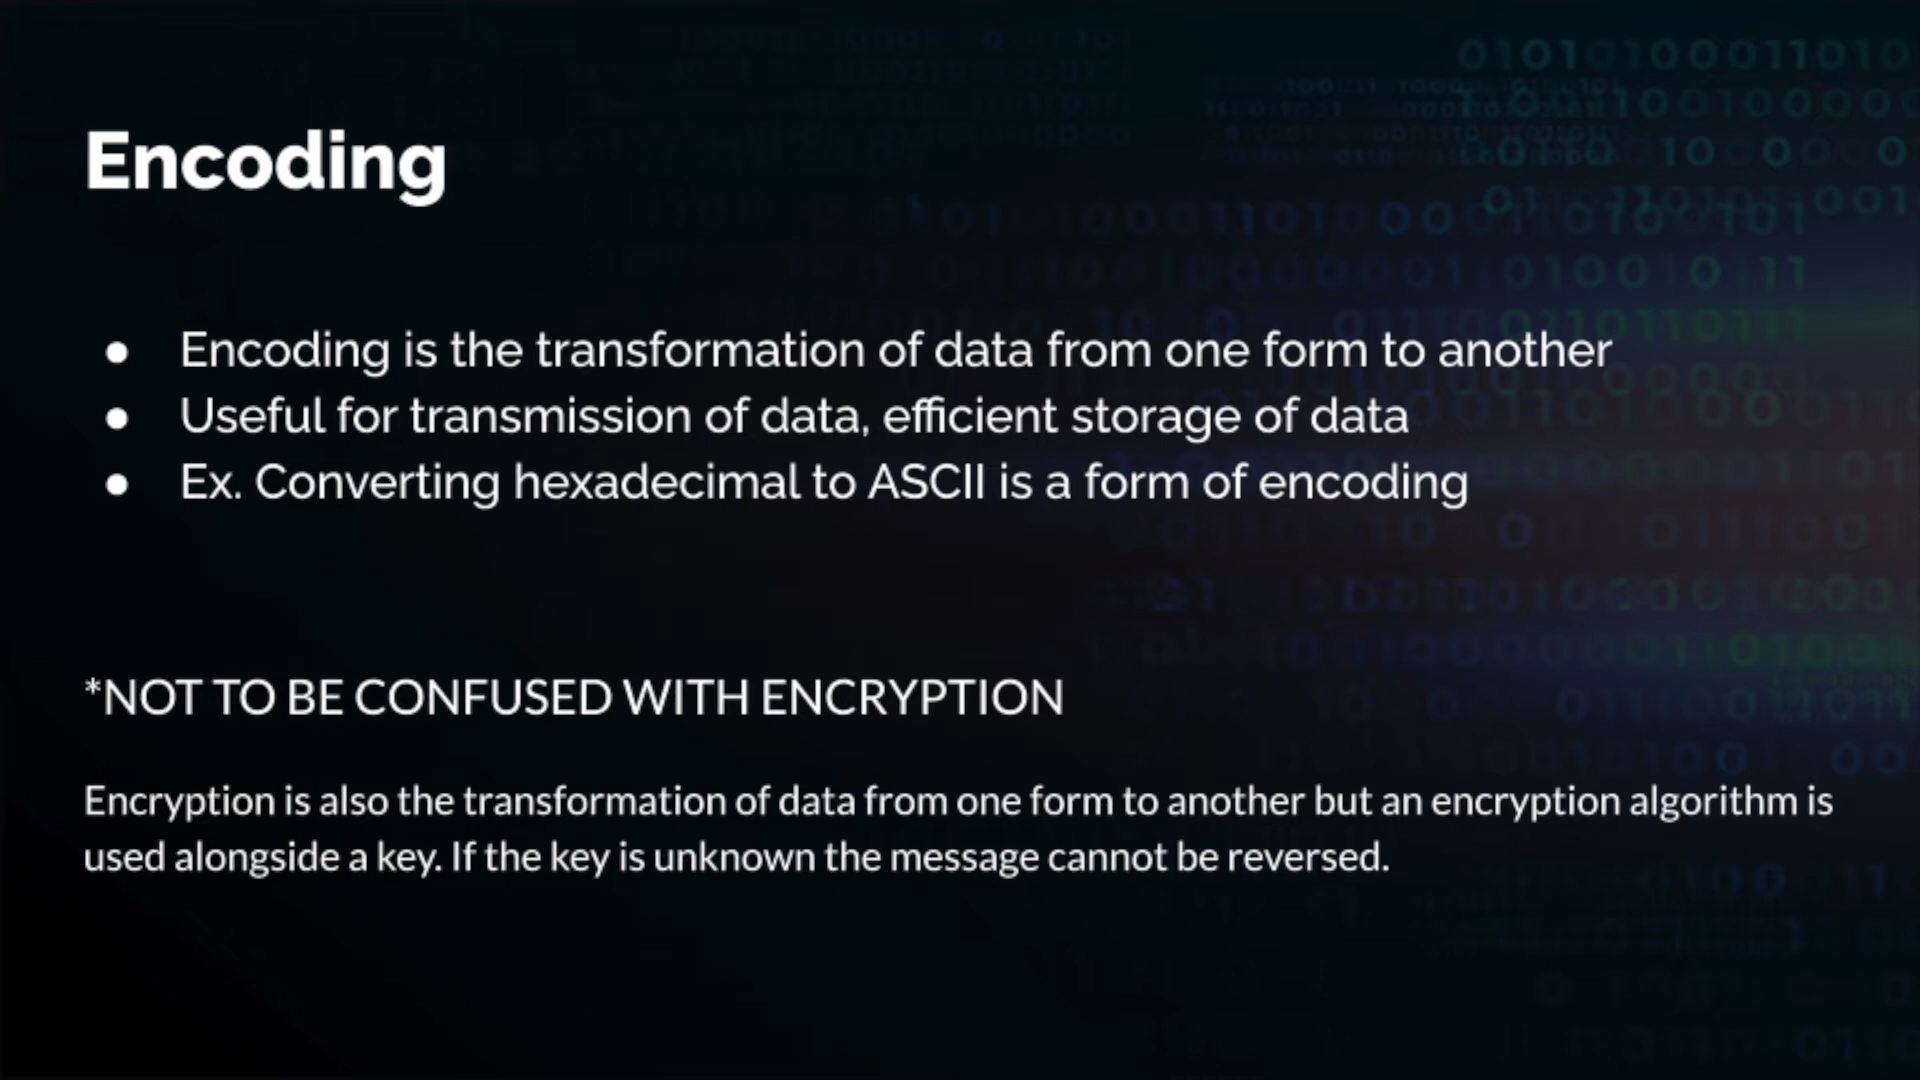 Encoding
● Encoding is the transformation of data from one form to another
● Useful for transmission of data, efficient storage of data
● Ex. Converting hexadecimal to ASCII is a form of encoding
*NOT TO BE CONFUSED WITH ENCRYPTION
Encryption is also the transformation of data from one form to another but an encryption algorithm is
used alongside a key. If the key is unknown the message cannot be reversed.